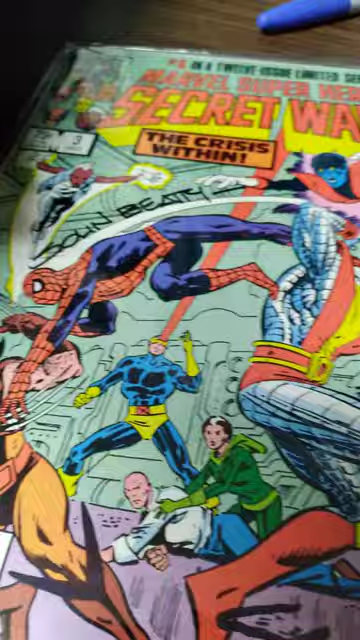 #3 IN A TWELVE-ISSUE LIMITED SE
MARVEL SUPER HER
SECRET WA
THE CRISIS
WITHIN!
3
JOHN BEATTY